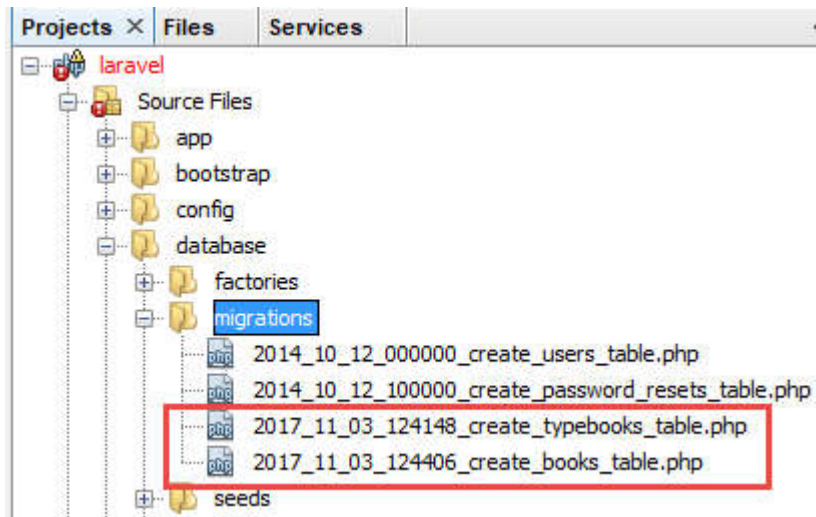 Projects Files Services
laravel
Source Files
app
bootstrap
config
database
factories
migrations
2014_10_12_000000_create_users_table.php
2014_10_12_100000_create_password_resets_table.php
2017_11_03_124148_create_typebooks_table.php
2017_11_03_124406_create_books_table.php
seeds